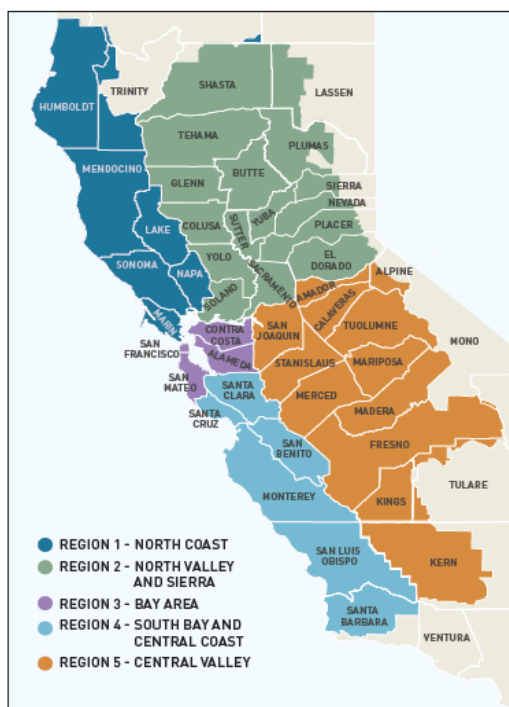 SHASTA
TRINITY
LASSEN
HUMBOLDT
TEHAMA
PLUMAS
MENDOCINO
BUTTE
GLENN
SIERRA
NEVADA
YUBA
SUTTER
COLUSA
PLACER
LAKE
YOLO
EL
DORADO
SONOMA
NAPA
SACRAMENTO
ALPINE
SOLANO
AMADOR
CALAVERAS
MARIN
CONTRA
COSTA
SAN
JOAQUIN
TUOLUMNE
MONO
SAN
FRANCISCO
ALAMEDA
STANISLAUS
MARIPOSA
SAN
MATEO
SANTA
CLARA
MERCED
SANTA
CRUZ
MADERA
SAN
BENITO
FRESNO
TULARE
MONTEREY
KINGS
REGION 1 - NORTH COAST
REGION 2 - NORTH VALLEY
AND SIERRA
REGION 3 - BAY AREA
REGION 4 - SOUTH BAY AND
CENTRAL COAST
REGION 5 - CENTRAL VALLEY
SAN LUIS
OBISPO
KERN
SANTA
BARBARA
VENTURA